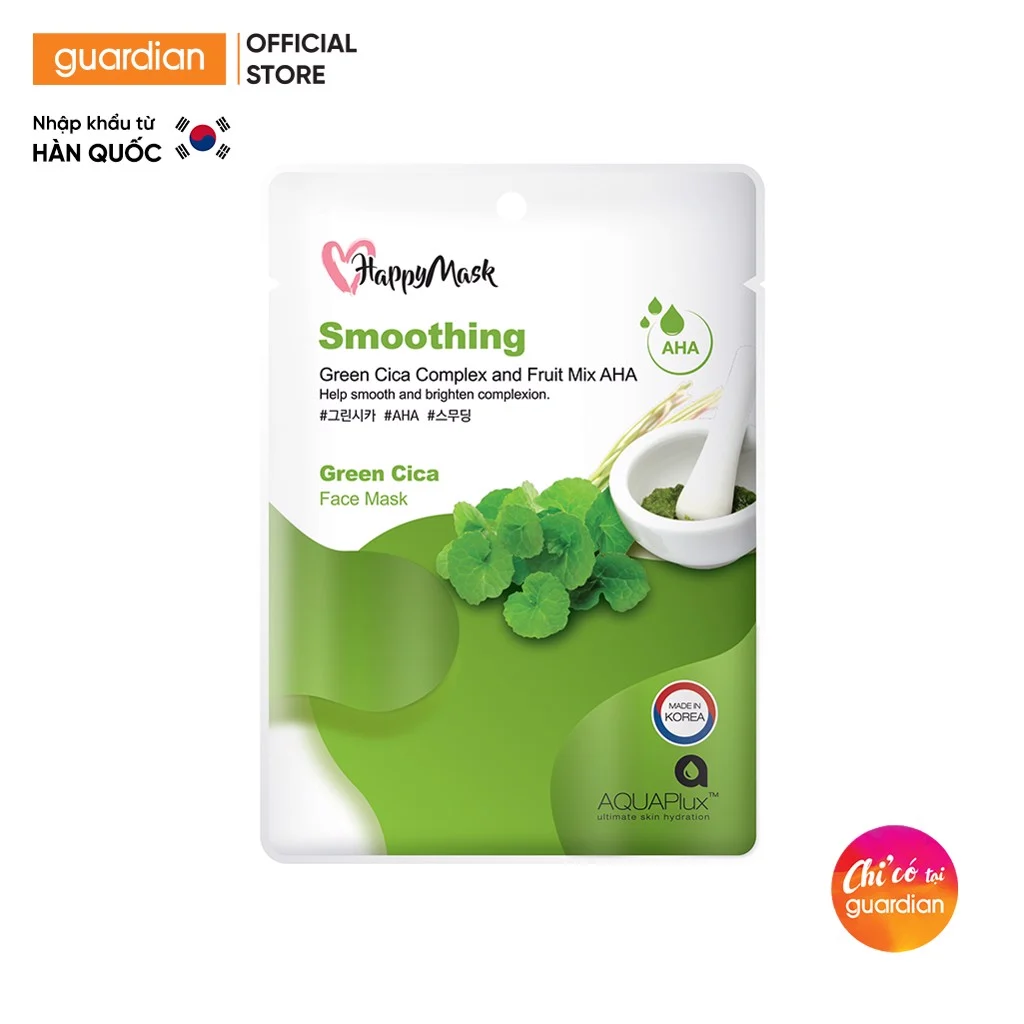 guardian
OFFICIAL
STORE
Nhập khẩu từ
HÀN QUỐC
HappyMask
Smoothing
AHA
Green Cica Complex and Fruit Mix AHA
Help smooth and brighten complexion.
#그린시카 #AHA #스무딩
Green Cica
Face Mask
MADE IN
KOREA
a
AQUAPlux™
ultimate skin hydration
Chỉ có tại
guardian